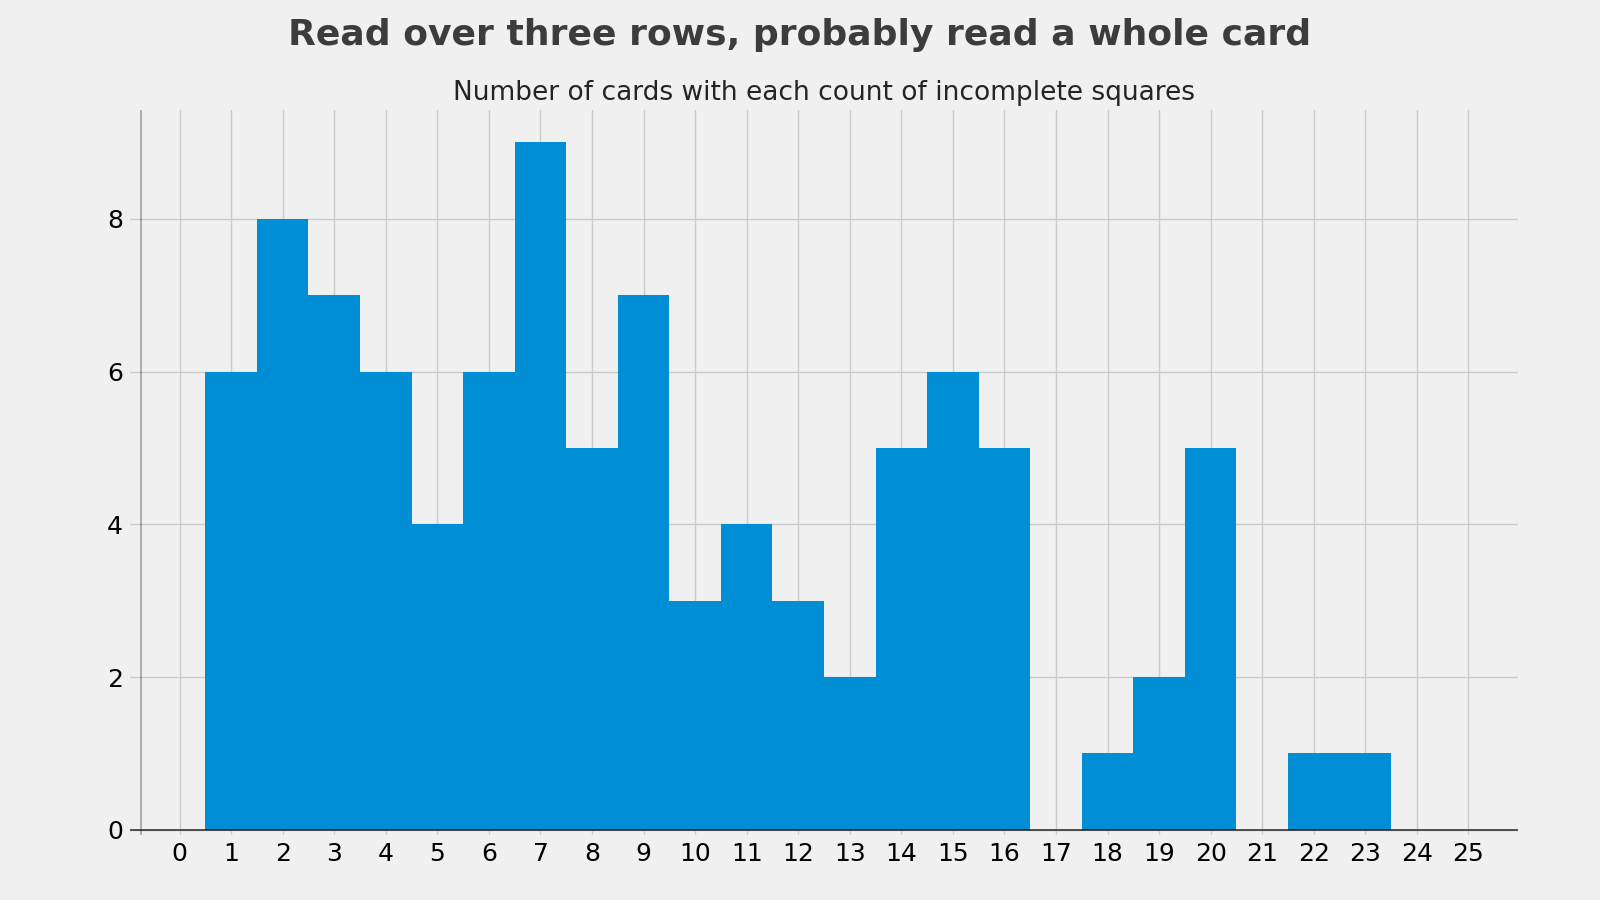 Read over three rows, probably read a whole card
Number of cards with each count of incomplete squares
8
6
4
2
0
0 1 2 3 4 5 6 7 8 9 10 11 12 13 14 15 16 17 18 19 20 21 22 23 24 25